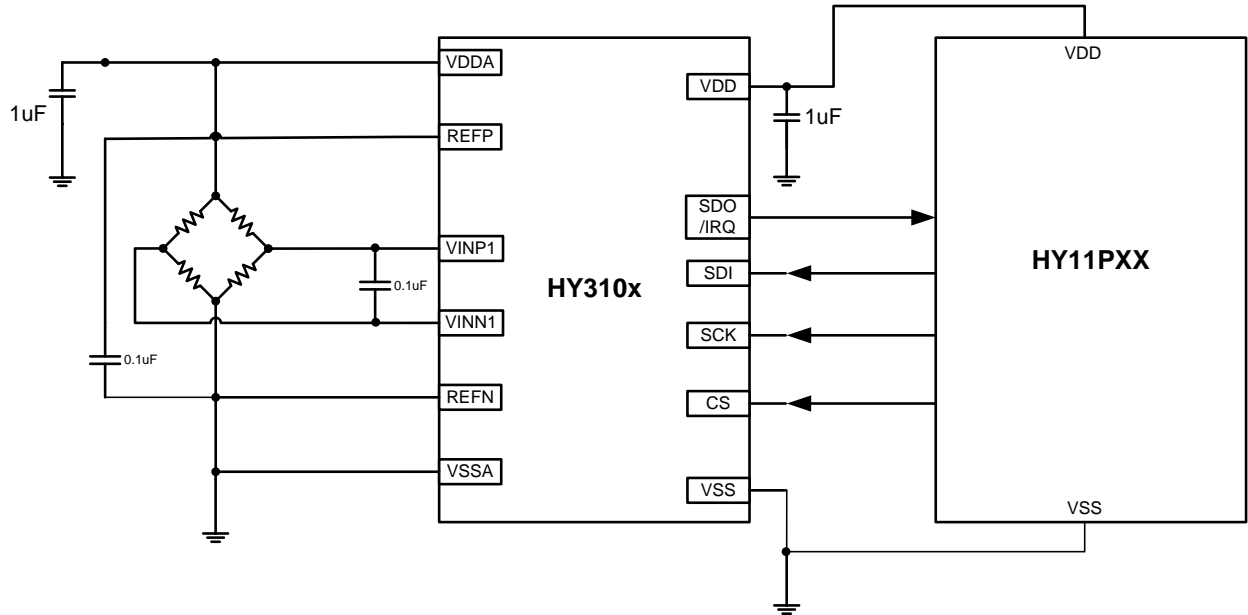 1uF
VDDA
REFP
VINP1
0.1uF
VINN1
0.1uF
REFN
VSSA
HY310x
VDD
1uF
SDO
/IRQ
SDI
SCK
CS
VSS
VDD
HY11PXX
VSS